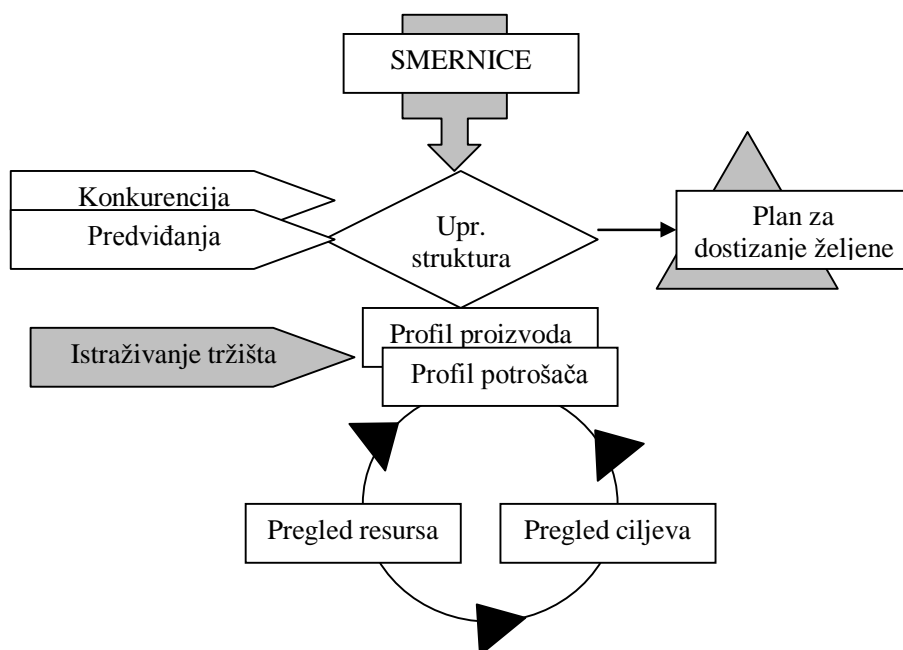 SMERNICE
Konkurencija
Predviđanja
Upr.
struktura
Plan za
dostizanje željene
Profil proizvoda
Istraživanje tržišta
Profil potrošača
Pregled resursa
Pregled ciljeva